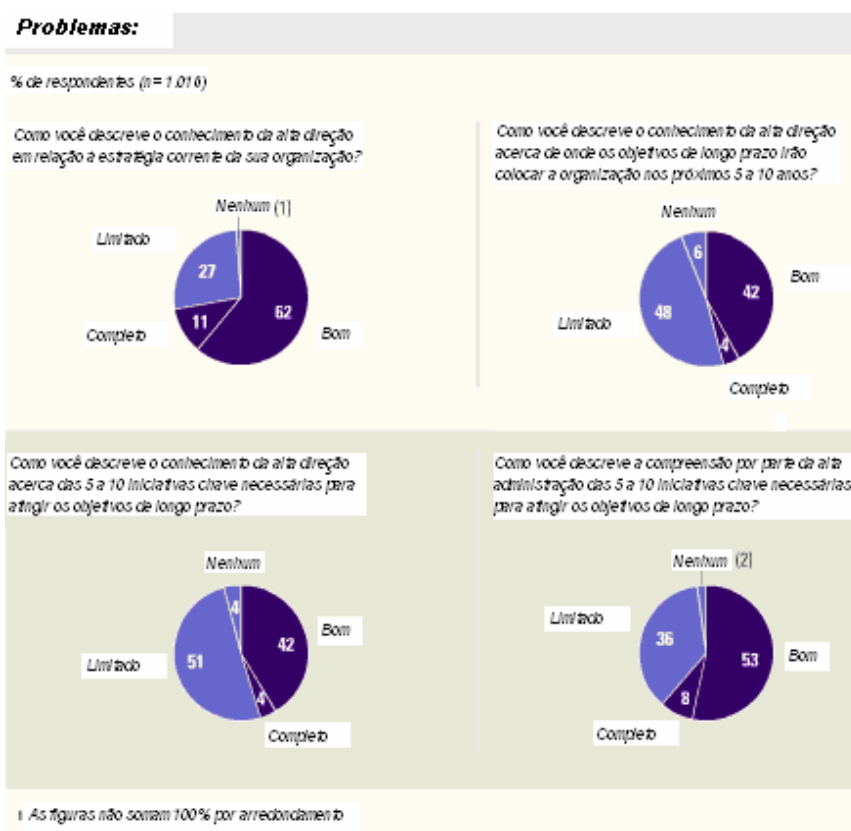 Problemas:
% de respondentes (n= 1.016)
Como você descreve o conhecimento da alta direção
em relação à estratégia corrente da sua organização?
Nenhum (1)
Limitado
27
11
62
Completo
Bom
Como você descreve o conhecimento da alta direção
acerca de onde os objetivos de longo prazo irão
colocar a organização nos próximos 5 a 10 anos?
Nenhum
6
Bom
42
48
Limitado
4
Completo
Como você descreve o conhecimento da alta direção
acerca das 5 a 10 iniciativas chave necessárias para
atingir os objetivos de longo prazo?
Nenhum
4
Bom
42
51
Limitado
4
Completo
Como você descreve a compreensão por parte da alta
administração das 5 a 10 iniciativas chave necessárias
para atingir os objetivos de longo prazo?
Nenhum (2)
Limitado
36
53
Bom
8
Completo
1 As figuras não somam 100% por arredondamento